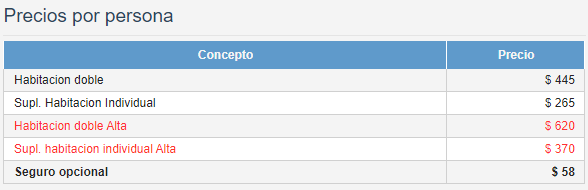 Precios por persona
Concepto Precio
Habitacion doble $ 445
Supl. Habitacion Individual $ 265
Habitacion doble Alta $ 620
Supl. habitacion individual Alta $ 370
Seguro opcional $ 58